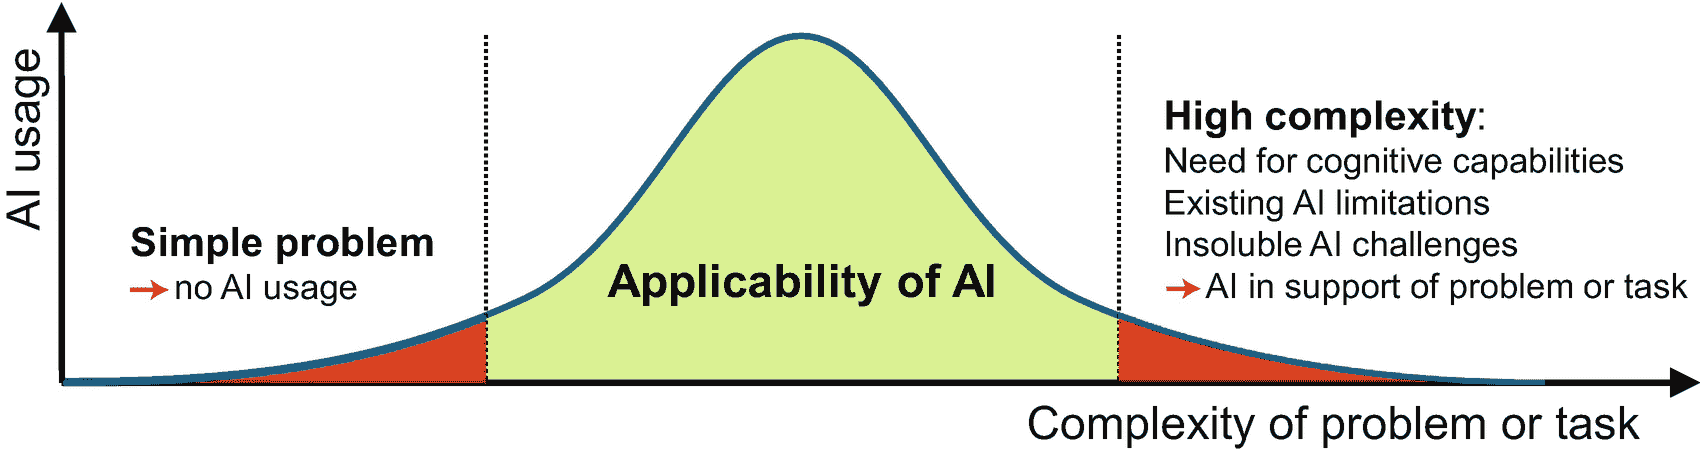 AI usage
Simple problem
→ no AI usage
Applicability of AI
High complexity:
Need for cognitive capabilities
Existing AI limitations
Insoluble AI challenges
→ AI in support of problem or task
Complexity of problem or task